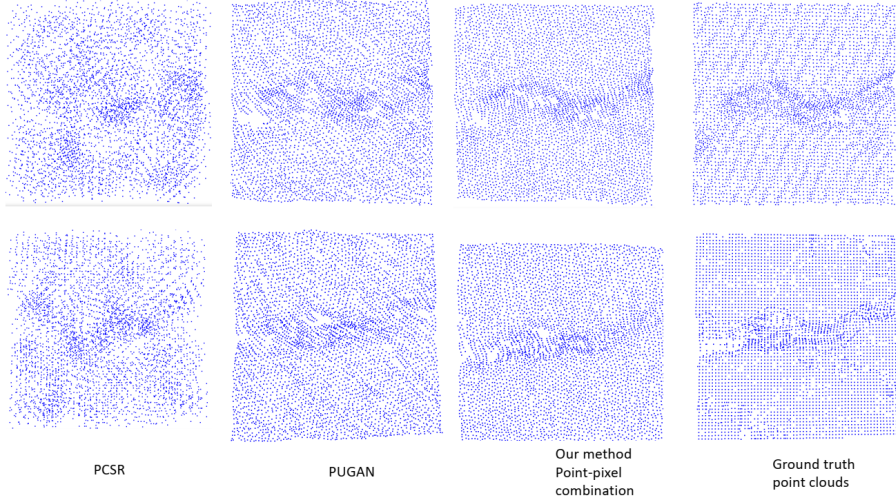 PCSR
PUGAN
Our method
Point-pixel
combination
Ground truth
point clouds